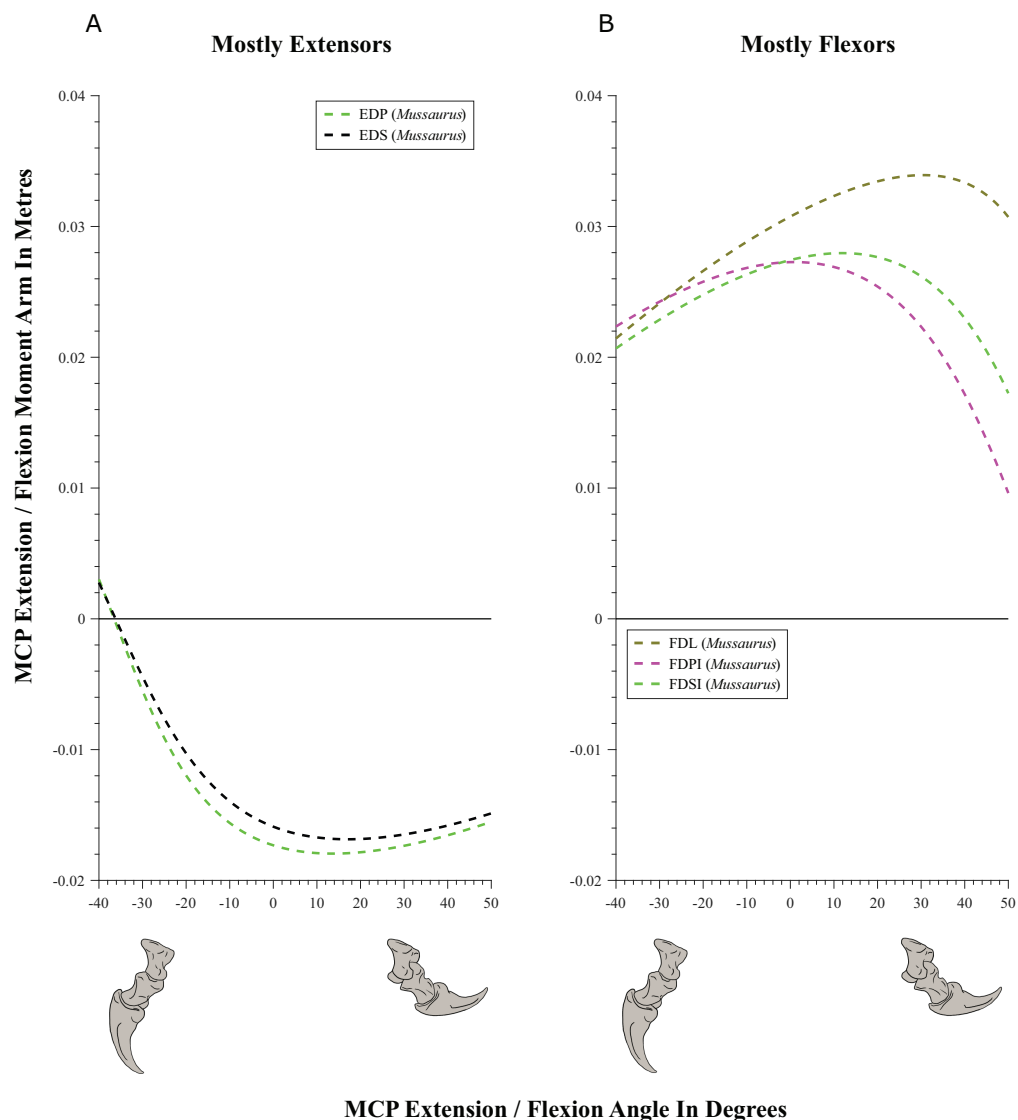 A
Mostly Extensors
B
Mostly Flexors
MCP Extension / Flexion Moment Arm In Metres
0.04
0.03
0.02
0.01
0
-0.01
-0.02
EDP (Mussaurus)
EDS (Mussaurus)
-40 -30 -20 -10 0 10 20 30 40 50
0.04
0.03
0.02
0.01
0
-0.01
-0.02
FDL (Mussaurus)
FDPI (Mussaurus)
FDSI (Mussaurus)
-40 -30 -20 -10 0 10 20 30 40 50
MCP Extension / Flexion Angle In Degrees